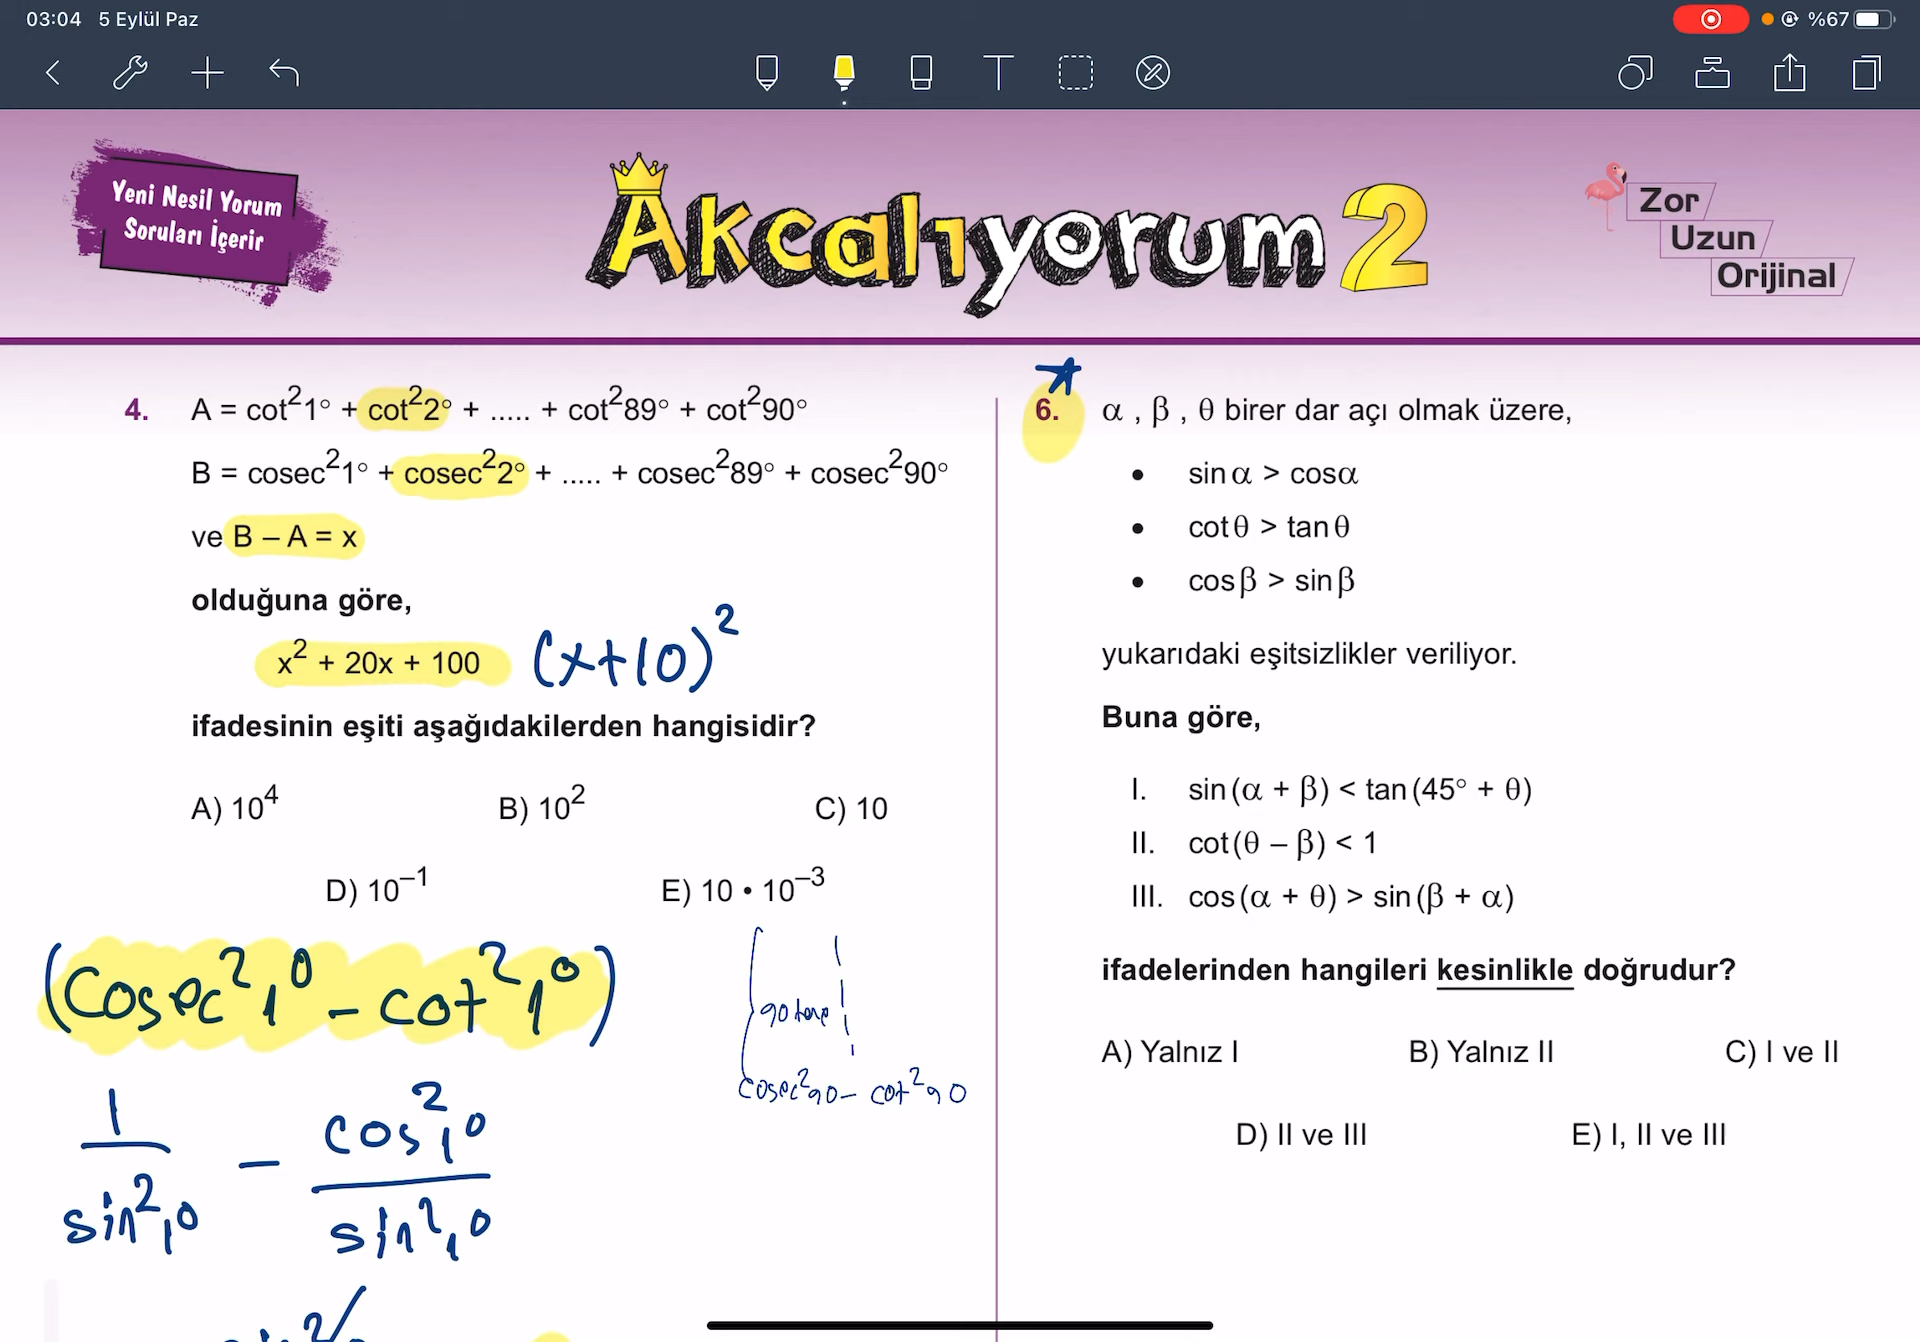 03:04 5 Eylül Paz
%67
Yeni Nesil Yorum
Soruları İçerir
Akcalıyorum 2
Zor
Uzun
Orijinal
4. A = cot²1° + cot²2° + ..... + cot²89° + cot²90°
B = cosec²1° + cosec²2° + ..... + cosec²89° + cosec²90°
ve B – A = x
olduğuna göre,
x² + 20x + 100 (x+10)²
ifadesinin eşiti aşağıdakilerden hangisidir?
A) 10⁴ B) 10² C) 10
D) 10⁻¹ E) 10 • 10⁻³
(cosec²1° - cot²1°)
90 tane
cosec²90 - cot²90
1/sin²1° - cos²1°/sin²1°
6. α , β , θ birer dar açı olmak üzere,
• sin α > cosα
• cotθ > tanθ
• cosβ > sinβ
yukarıdaki eşitsizlikler veriliyor.
Buna göre,
I. sin(α + β) < tan(45° + θ)
II. cot(θ – β) < 1
III. cos(α + θ) > sin(β + α)
ifadelerinden hangileri kesinlikle doğrudur?
A) Yalnız I B) Yalnız II C) I ve II
D) II ve III E) I, II ve III